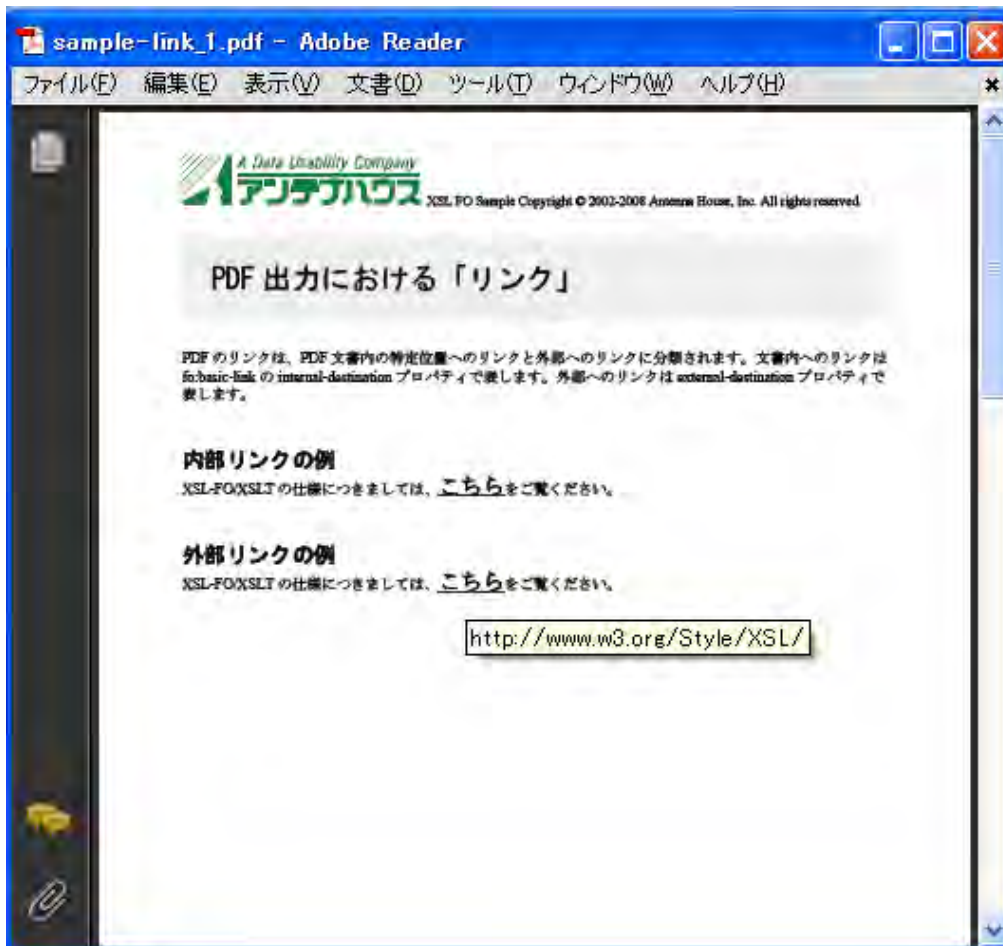 sample-link_1.pdf - Adobe Reader
ファイル(F) 編集(E) 表示(V) 文書(D) ツール(T) ウィンドウ(W) ヘルプ(H)
A Data Usability Company
アンテナハウス XSL FO Sample Copyright © 2002-2008 Antenna House, Inc. All rights reserved.
PDF 出力における「リンク」
PDF のリンクは、PDF 文書内の特定位置へのリンクと外部へのリンクに分類されます。文書内へのリンクは
fo:basic-link の internal-destination プロパティで表します。外部へのリンクは external-destination プロパティで
表します。
内部リンクの例
XSL-FO/XSLT の仕様につきましては、こちらをご覧ください。
外部リンクの例
XSL-FO/XSLT の仕様につきましては、こちらをご覧ください。
http://www.w3.org/Style/XSL/